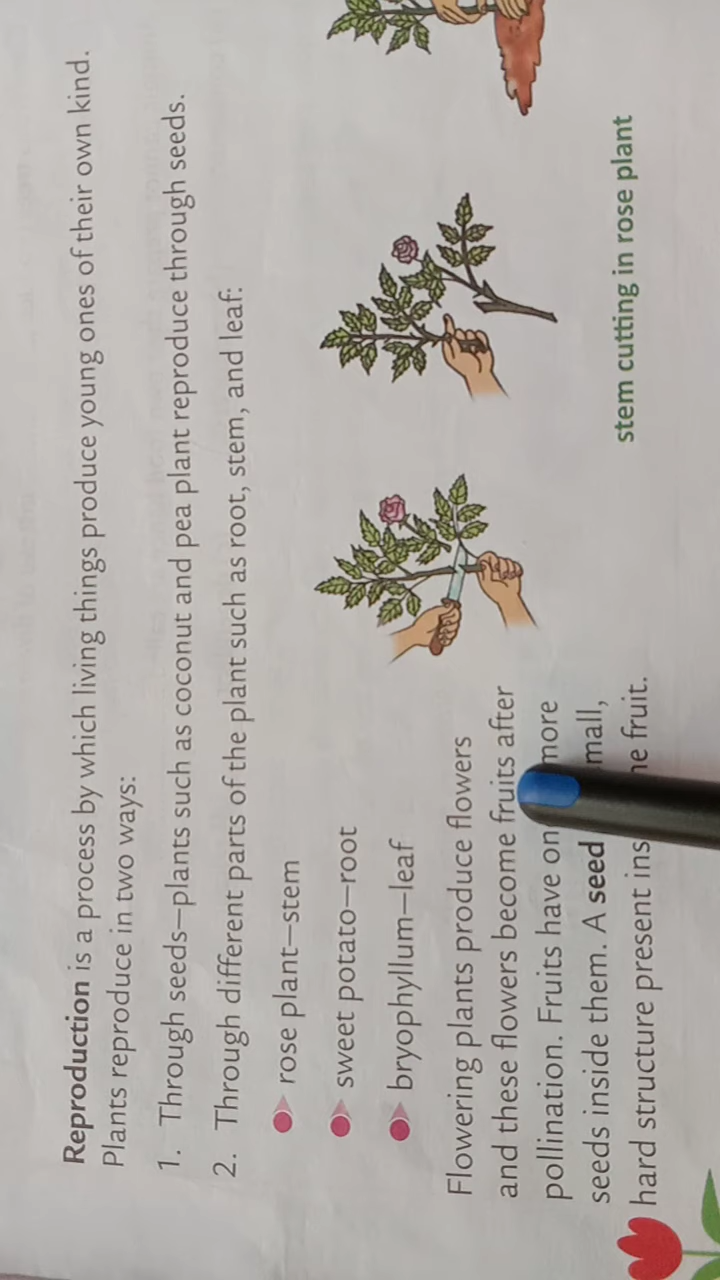 Reproduction is a process by which living things produce young ones of their own kind.
Plants reproduce in two ways:
1. Through seeds—plants such as coconut and pea plant reproduce through seeds.
2. Through different parts of the plant such as root, stem, and leaf:
rose plant—stem
sweet potato—root
bryophyllum—leaf
Flowering plants produce flowers
and these flowers become fruits after
pollination. Fruits have more
seeds inside them. A seed
hard structure present fruit.
stem cutting in rose plant